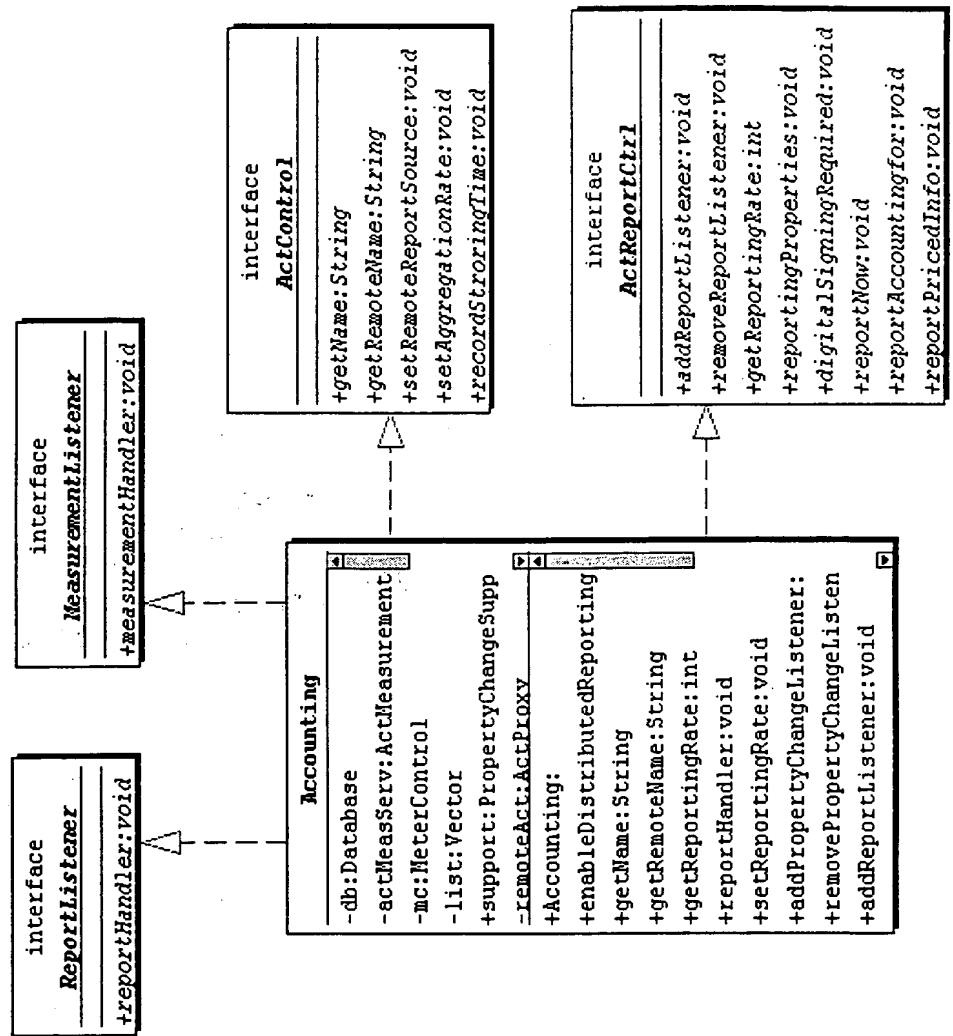 interface
ReportListener
+reportHandler:void
interface
MeasurementListener
+measurementHandler:void
Accounting
-db:Database
-actMeasServ:ActMeasurement
-mc:MeterControl
-list:Vector
+support:PropertyChangeSupp
-remoteAct:ActProxy
+Accounting:
+enableDistributedReporting
+getName:String
+getRemoteName:String
+getReportingRate:int
+reportHandler:void
+setReportingRate:void
+addPropertyChangeListener:
+removePropertyChangeListen
+addReportListener:void
interface
ActControl
+getName:String
+getRemoteName:String
+setRemoteReportSource:void
+setAggregationRate:void
+recordStroringTime:void
interface
ActReportCtrl
+addReportListener:void
+removeReportListener:void
+getReportingRate:int
+reportingProperties:void
+digitalSigningRequired:void
+reportNow:void
+reportAccountingfor:void
+reportPricedInfo:void